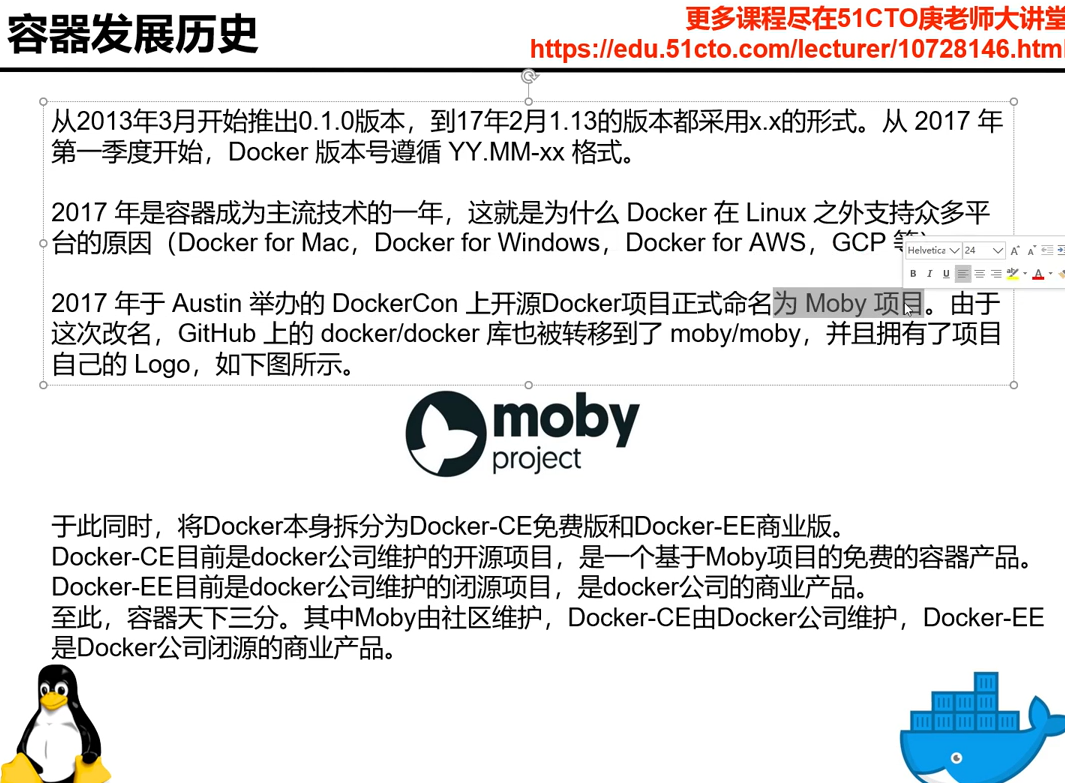 容器发展历史
更多课程尽在51CTO庚老师大讲堂
https://edu.51cto.com/lecturer/10728146.html
从2013年3月开始推出0.1.0版本，到17年2月1.13的版本都采用x.x的形式。从 2017 年
第一季度开始，Docker 版本号遵循 YY.MM-xx 格式。
2017 年是容器成为主流技术的一年，这就是为什么 Docker 在 Linux 之外支持众多平
台的原因（Docker for Mac，Docker for Windows，Docker for AWS，GCP 等）
Helvetica 24
B I U
2017 年于 Austin 举办的 DockerCon 上开源Docker项目正式命名为 Moby 项目。由于
这次改名，GitHub 上的 docker/docker 库也被转移到了 moby/moby，并且拥有了项目
自己的 Logo，如下图所示。
moby
project
于此同时，将Docker本身拆分为Docker-CE免费版和Docker-EE商业版。
Docker-CE目前是docker公司维护的开源项目，是一个基于Moby项目的免费的容器产品。
Docker-EE目前是docker公司维护的闭源项目，是docker公司的商业产品。
至此，容器天下三分。其中Moby由社区维护，Docker-CE由Docker公司维护，Docker-EE
是Docker公司闭源的商业产品。